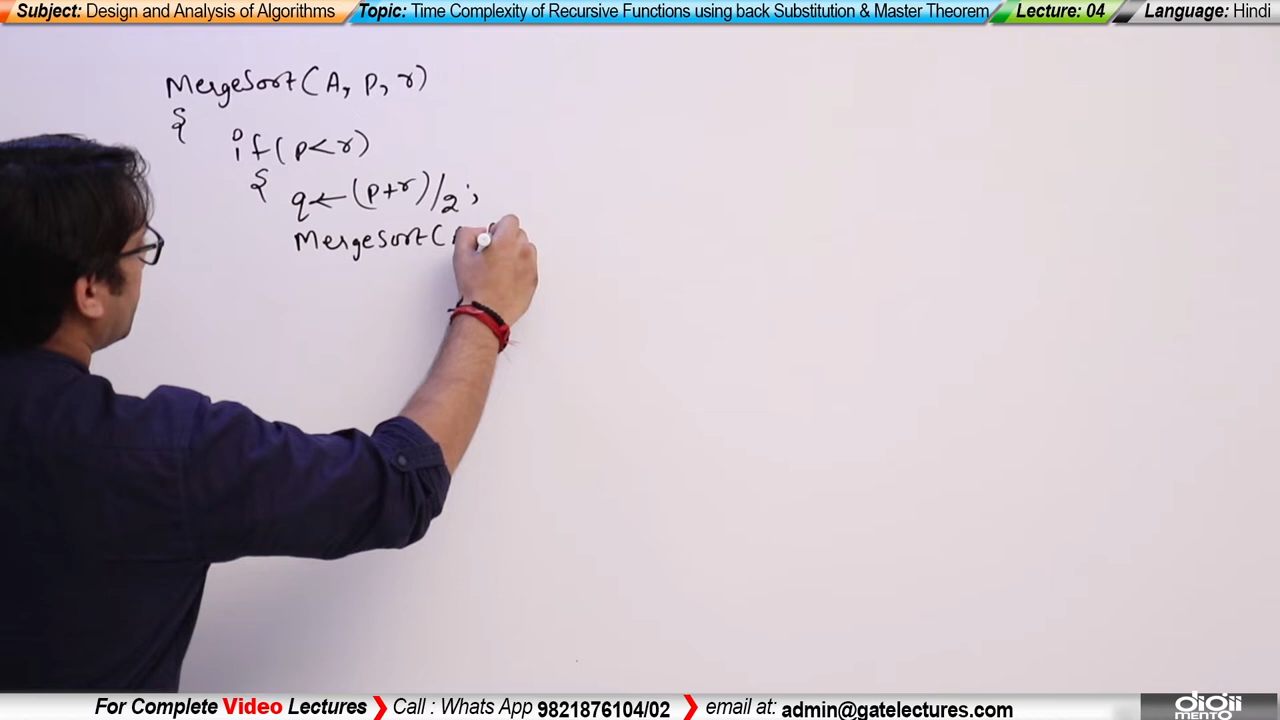 Subject: Design and Analysis of Algorithms Topic: Time Complexity of Recursive Functions using back Substitution & Master Theorem Lecture: 04 Language: Hindi
MergeSort(A, P, r)
{
if(p<r)
{ q←(p+r)/2;
MergeSort(
For Complete Video Lectures Call : Whats App 9821876104/02 email at: admin@gatelectures.com
digii
mento